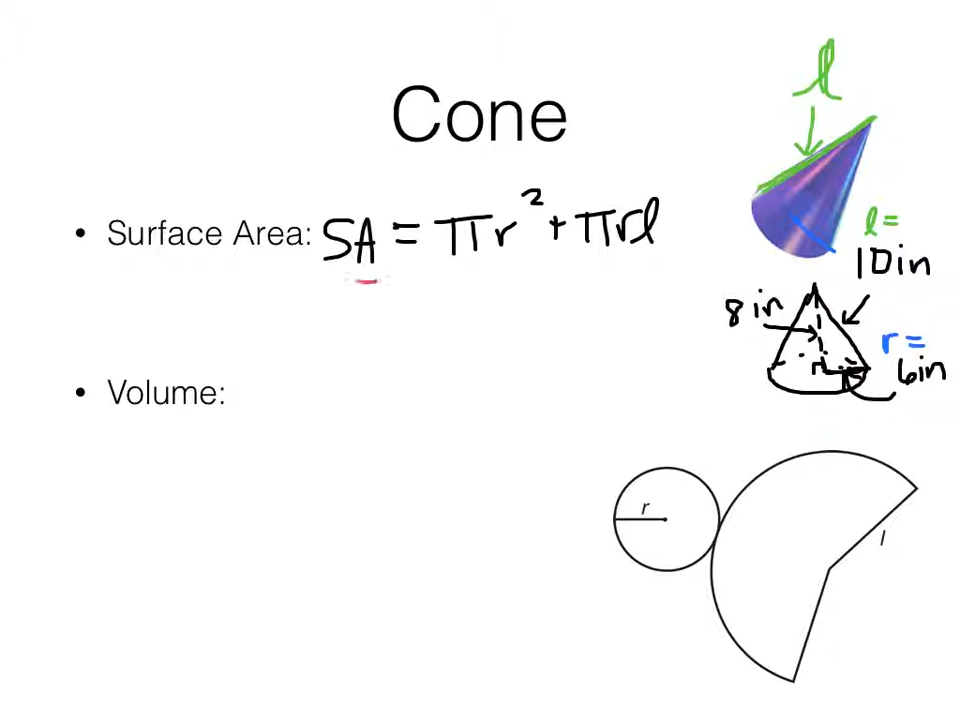 Cone
l
• Surface Area: SA = πr² + πrl
l =
10in
8 in
r =
6in
• Volume:
r
l